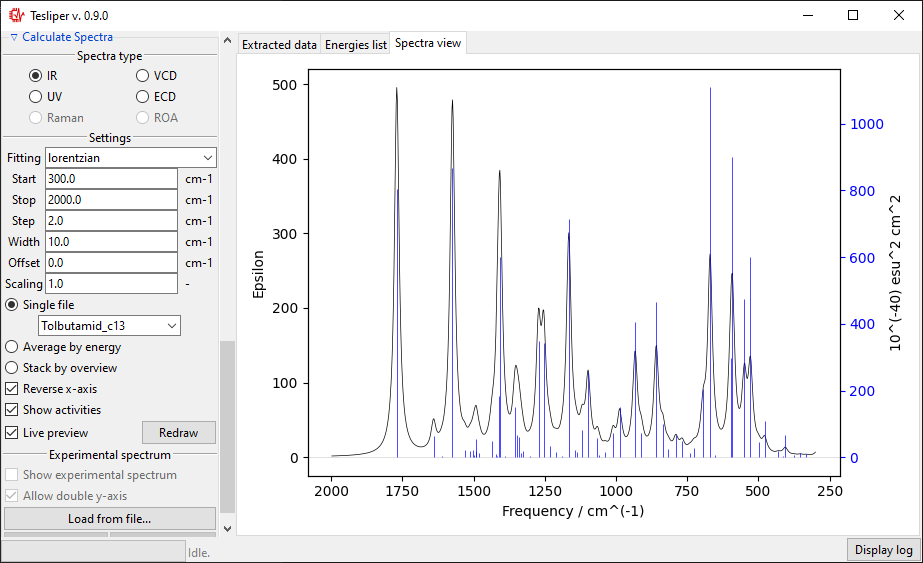 Tesliper v. 0.9.0
▽ Calculate Spectra
Spectra type
IR
VCD
UV
ECD
Raman
ROA
Settings
Fitting lorentzian
Start 300.0 cm-1
Stop 2000.0 cm-1
Step 2.0 cm-1
Width 10.0 cm-1
Offset 0.0 cm-1
Scaling 1.0 -
Single file
Tolbutamid_c13
Average by energy
Stack by overview
Reverse x-axis
Show activities
Live preview
Redraw
Experimental spectrum
Show experimental spectrum
Allow double y-axis
Load from file...
Idle.
Extracted data
Energies list
Spectra view
500
400
300
200
100
0
Epsilon
2000
1750
1500
1250
1000
750
500
250
Frequency / cm^(-1)
1000
800
600
400
200
0
10^(-40) esu^2 cm^2
Display log